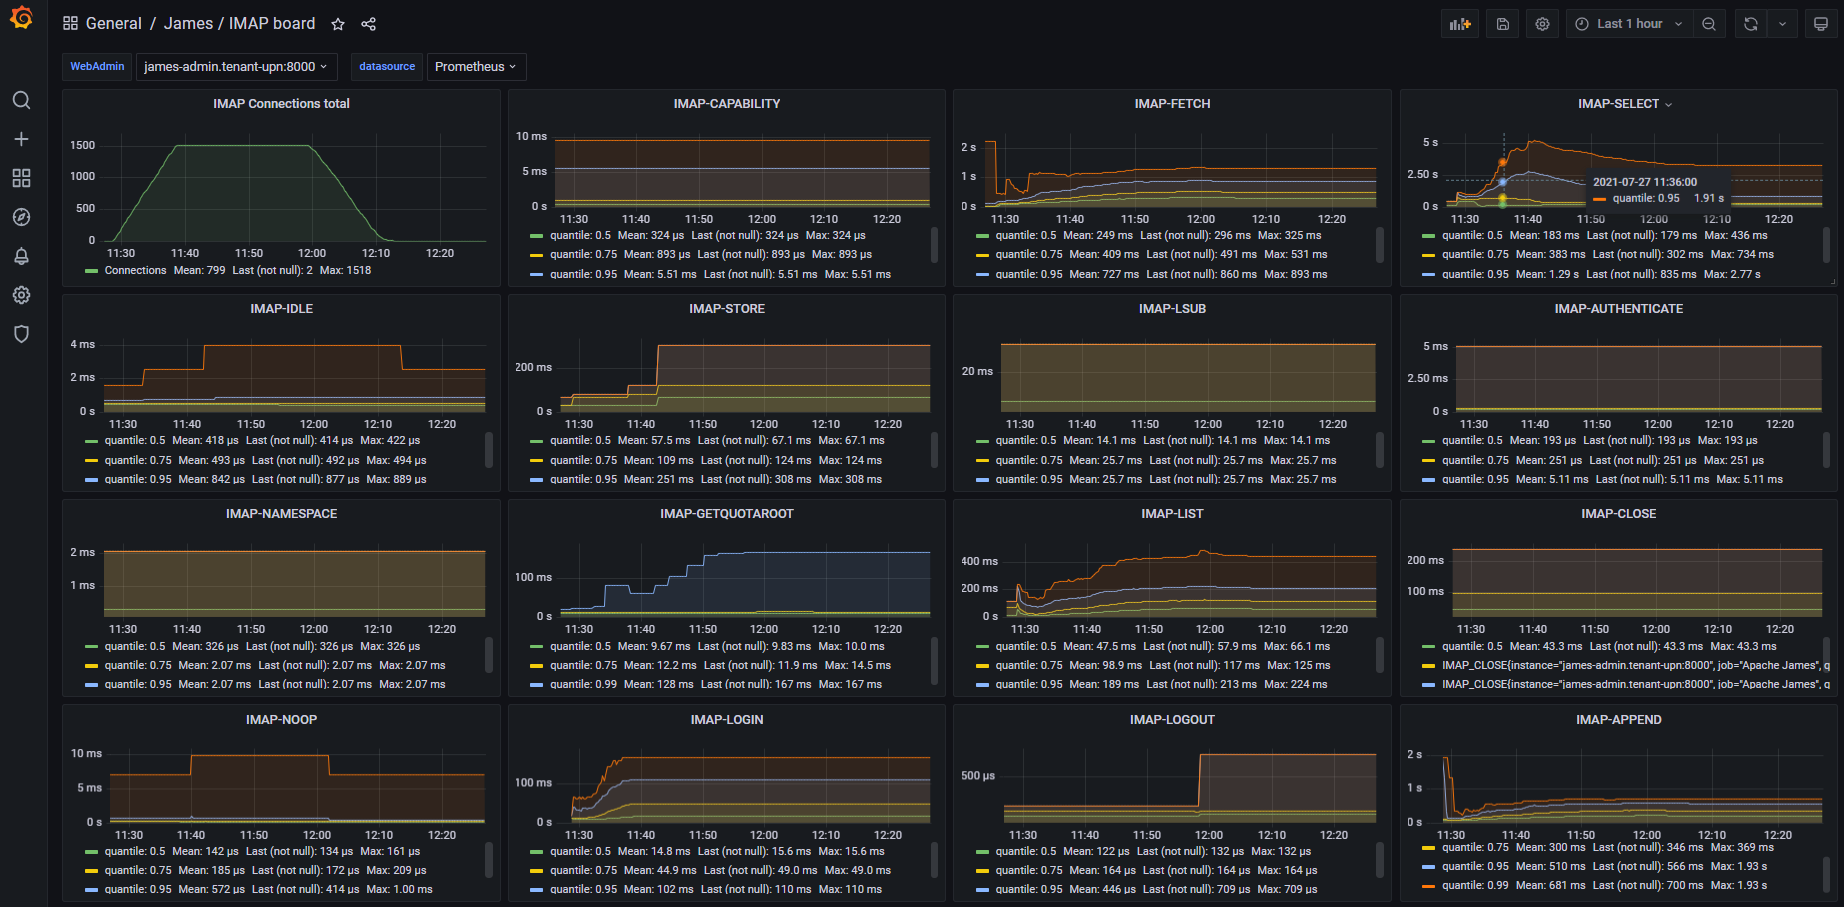 General / James / IMAP board
Last 1 hour
WebAdmin james-admin.tenant-upn:8000 datasource Prometheus
IMAP Connections total
1500
1000
500
0
11:30 11:40 11:50 12:00 12:10 12:20
Connections Mean: 799 Last (not null): 2 Max: 1518
IMAP-CAPABILITY
10 ms
5 ms
0 s
11:30 11:40 11:50 12:00 12:10 12:20
quantile: 0.5 Mean: 324 µs Last (not null): 324 µs Max: 324 µs
quantile: 0.75 Mean: 893 µs Last (not null): 893 µs Max: 893 µs
quantile: 0.95 Mean: 5.51 ms Last (not null): 5.51 ms Max: 5.51 ms
IMAP-FETCH
2 s
1 s
0 s
11:30 11:40 11:50 12:00 12:10 12:20
quantile: 0.5 Mean: 249 ms Last (not null): 296 ms Max: 325 ms
quantile: 0.75 Mean: 409 ms Last (not null): 491 ms Max: 531 ms
quantile: 0.95 Mean: 727 ms Last (not null): 860 ms Max: 893 ms
IMAP-SELECT
5 s
2.50 s
0 s
2021-07-27 11:36:00
quantile: 0.95 1.91 s
11:30 11:40 11:50 12:00 12:10 12:20
quantile: 0.5 Mean: 183 ms Last (not null): 179 ms Max: 436 ms
quantile: 0.75 Mean: 383 ms Last (not null): 302 ms Max: 734 ms
quantile: 0.95 Mean: 1.29 s Last (not null): 835 ms Max: 2.77 s
IMAP-IDLE
4 ms
2 ms
0 s
11:30 11:40 11:50 12:00 12:10 12:20
quantile: 0.5 Mean: 418 µs Last (not null): 414 µs Max: 422 µs
quantile: 0.75 Mean: 493 µs Last (not null): 492 µs Max: 494 µs
quantile: 0.95 Mean: 842 µs Last (not null): 877 µs Max: 889 µs
IMAP-STORE
200 ms
0 s
11:30 11:40 11:50 12:00 12:10 12:20
quantile: 0.5 Mean: 57.5 ms Last (not null): 67.1 ms Max: 67.1 ms
quantile: 0.75 Mean: 109 ms Last (not null): 124 ms Max: 124 ms
quantile: 0.95 Mean: 251 ms Last (not null): 308 ms Max: 308 ms
IMAP-LSUB
20 ms
11:30 11:40 11:50 12:00 12:10 12:20
quantile: 0.5 Mean: 14.1 ms Last (not null): 14.1 ms Max: 14.1 ms
quantile: 0.75 Mean: 25.7 ms Last (not null): 25.7 ms Max: 25.7 ms
quantile: 0.95 Mean: 25.7 ms Last (not null): 25.7 ms Max: 25.7 ms
IMAP-AUTHENTICATE
5 ms
2.50 ms
0 s
11:30 11:40 11:50 12:00 12:10 12:20
quantile: 0.5 Mean: 193 µs Last (not null): 193 µs Max: 193 µs
quantile: 0.75 Mean: 251 µs Last (not null): 251 µs Max: 251 µs
quantile: 0.95 Mean: 5.11 ms Last (not null): 5.11 ms Max: 5.11 ms
IMAP-NAMESPACE
2 ms
1 ms
11:30 11:40 11:50 12:00 12:10 12:20
quantile: 0.5 Mean: 326 µs Last (not null): 326 µs Max: 326 µs
quantile: 0.75 Mean: 2.07 ms Last (not null): 2.07 ms Max: 2.07 ms
quantile: 0.95 Mean: 2.07 ms Last (not null): 2.07 ms Max: 2.07 ms
IMAP-GETQUOTAROOT
100 ms
0 s
11:30 11:40 11:50 12:00 12:10 12:20
quantile: 0.5 Mean: 9.67 ms Last (not null): 9.83 ms Max: 10.0 ms
quantile: 0.75 Mean: 12.2 ms Last (not null): 11.9 ms Max: 14.5 ms
quantile: 0.99 Mean: 128 ms Last (not null): 167 ms Max: 167 ms
IMAP-LIST
400 ms
200 ms
0 s
11:30 11:40 11:50 12:00 12:10 12:20
quantile: 0.5 Mean: 47.5 ms Last (not null): 57.9 ms Max: 66.1 ms
quantile: 0.75 Mean: 98.9 ms Last (not null): 117 ms Max: 125 ms
quantile: 0.95 Mean: 189 ms Last (not null): 213 ms Max: 224 ms
IMAP-CLOSE
200 ms
100 ms
11:30 11:40 11:50 12:00 12:10 12:20
quantile: 0.5 Mean: 43.3 ms Last (not null): 43.3 ms Max: 43.3 ms
IMAP_CLOSE{instance="james-admin.tenant-upn:8000", job="Apache James", q
IMAP_CLOSE{instance="james-admin.tenant-upn:8000", job="Apache James", q
IMAP-NOOP
10 ms
5 ms
0 s
11:30 11:40 11:50 12:00 12:10 12:20
quantile: 0.5 Mean: 142 µs Last (not null): 134 µs Max: 161 µs
quantile: 0.75 Mean: 185 µs Last (not null): 172 µs Max: 209 µs
quantile: 0.95 Mean: 572 µs Last (not null): 414 µs Max: 1.00 ms
IMAP-LOGIN
100 ms
0 s
11:30 11:40 11:50 12:00 12:10 12:20
quantile: 0.5 Mean: 14.8 ms Last (not null): 15.6 ms Max: 15.6 ms
quantile: 0.75 Mean: 44.9 ms Last (not null): 49.0 ms Max: 49.0 ms
quantile: 0.95 Mean: 102 ms Last (not null): 110 ms Max: 110 ms
IMAP-LOGOUT
500 µs
11:30 11:40 11:50 12:00 12:10 12:20
quantile: 0.5 Mean: 122 µs Last (not null): 132 µs Max: 132 µs
quantile: 0.75 Mean: 164 µs Last (not null): 164 µs Max: 164 µs
quantile: 0.95 Mean: 446 µs Last (not null): 709 µs Max: 709 µs
IMAP-APPEND
2 s
1 s
0 s
11:30 11:40 11:50 12:00 12:10 12:20
quantile: 0.75 Mean: 300 ms Last (not null): 346 ms Max: 369 ms
quantile: 0.95 Mean: 510 ms Last (not null): 566 ms Max: 1.93 s
quantile: 0.99 Mean: 681 ms Last (not null): 700 ms Max: 1.93 s